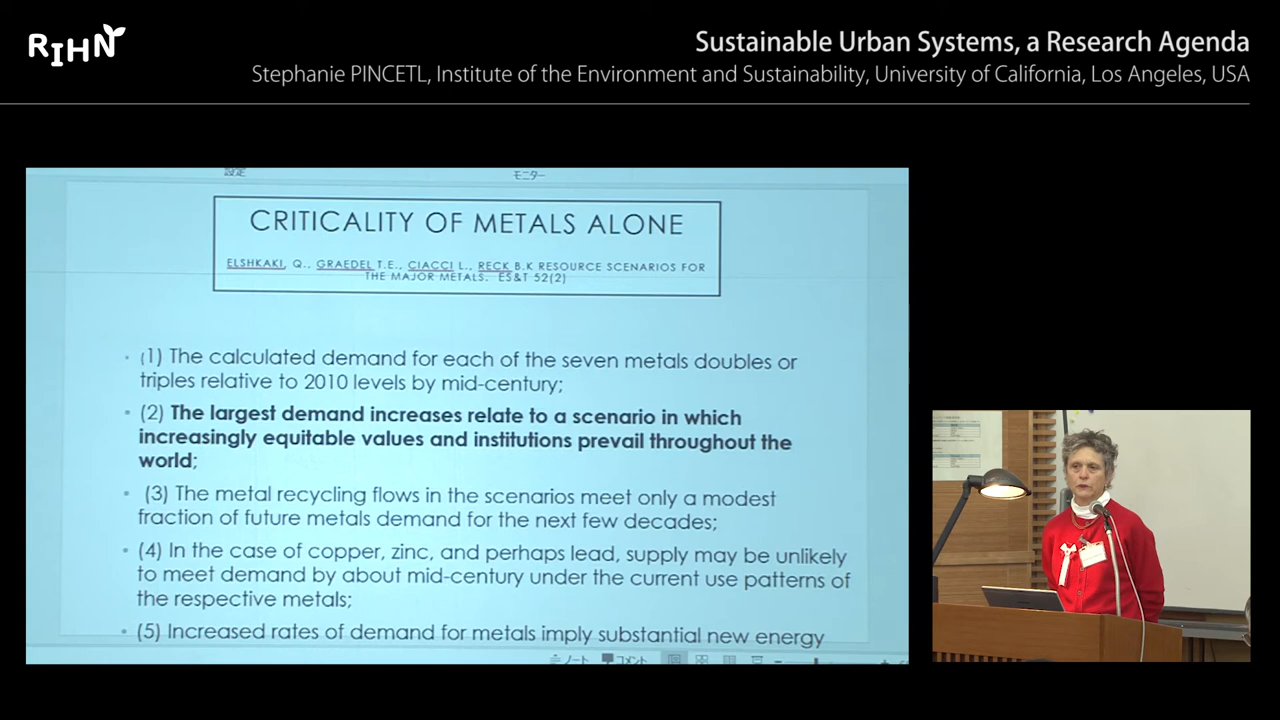 RIHN
Sustainable Urban Systems, a Research Agenda
Stephanie PINCETL, Institute of the Environment and Sustainability, University of California, Los Angeles, USA
設定
モニター
CRITICALITY OF METALS ALONE
ELSHKAKI, Q., GRAEDEL T.E., CIACCI L., RECK B.K RESOURCE SCENARIOS FOR
THE MAJOR METALS. ES&T 52(2)
• (1) The calculated demand for each of the seven metals doubles or
triples relative to 2010 levels by mid-century;
• (2) The largest demand increases relate to a scenario in which
increasingly equitable values and institutions prevail throughout the
world;
• (3) The metal recycling flows in the scenarios meet only a modest
fraction of future metals demand for the next few decades;
• (4) In the case of copper, zinc, and perhaps lead, supply may be unlikely
to meet demand by about mid-century under the current use patterns of
the respective metals;
• (5) Increased rates of demand for metals imply substantial new energy
ノート コメント